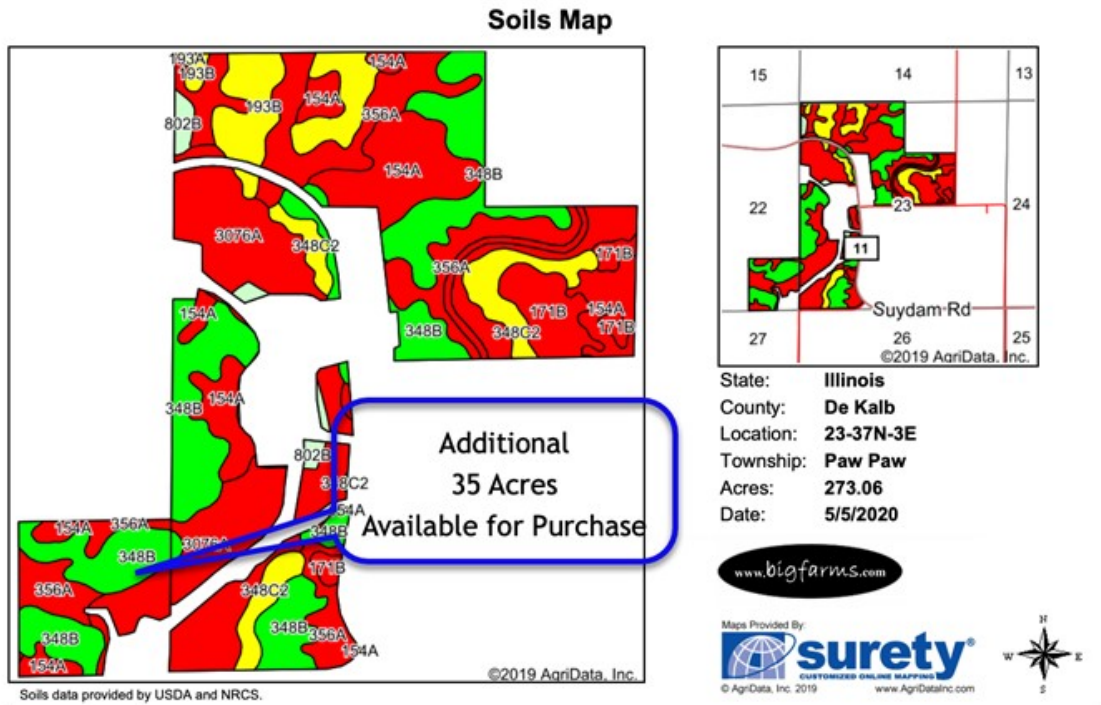 Soils Map
193A
193B
154A
193B
154A
356A
802B
154A
348B
3076A
348C2
356A
171B
171B
154A
171B
348B
348C2
154A
348B
154A
802B
348C2
54A
348B
3076A
154A
356A
348B
356A
348B
154A
171B
348C2
348B
356A
154A
Additional
35 Acres
Available for Purchase
©2019 AgriData, Inc.
Soils data provided by USDA and NRCS.
15
14
13
22
23
24
11
Suydam Rd
27
26
25
©2019 AgriData, Inc.
State: Illinois
County: De Kalb
Location: 23-37N-3E
Township: Paw Paw
Acres: 273.06
Date: 5/5/2020
www.bigfarms.com
Maps Provided By:
surety®
CUSTOMIZED ONLINE MAPPING
© AgriData, Inc. 2019 www.AgriDataInc.com
N
W E
S